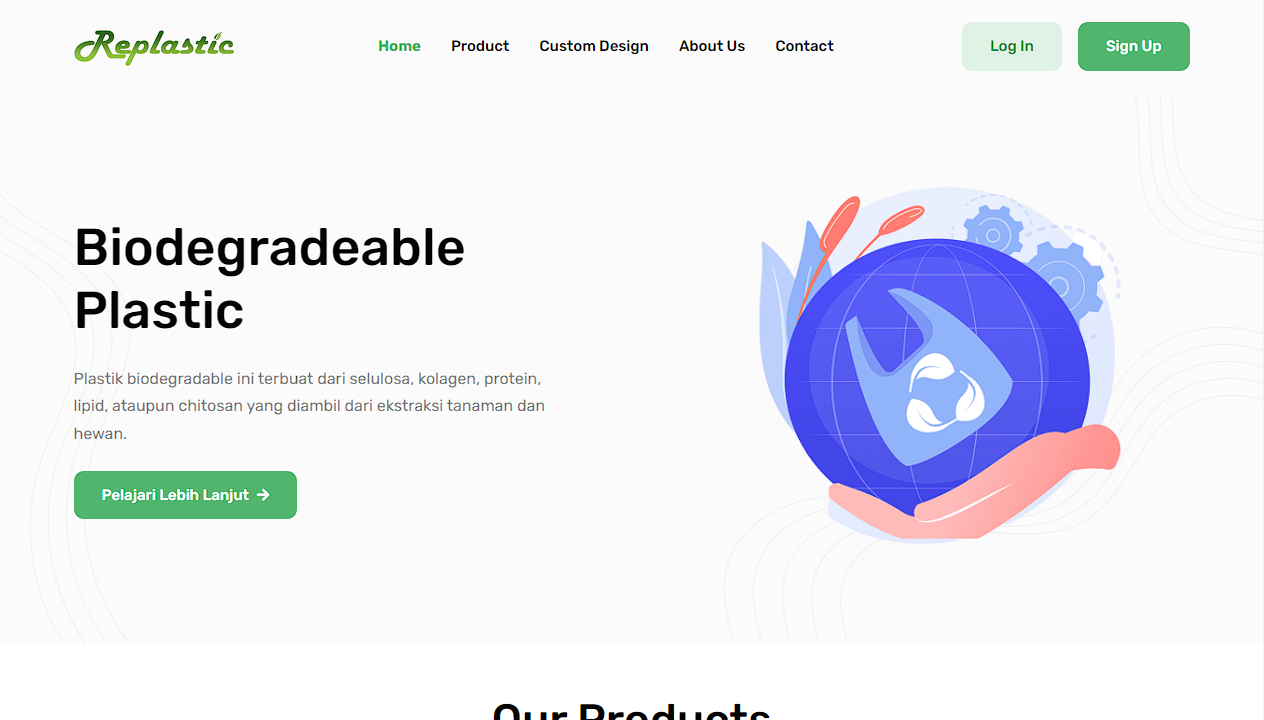 Replastic
Home Product Custom Design About Us Contact
Log In
Sign Up
Biodegradeable
Plastic
Plastik biodegradable ini terbuat dari selulosa, kolagen, protein,
lipid, ataupun chitosan yang diambil dari ekstraksi tanaman dan
hewan.
Pelajari Lebih Lanjut →
Our Products